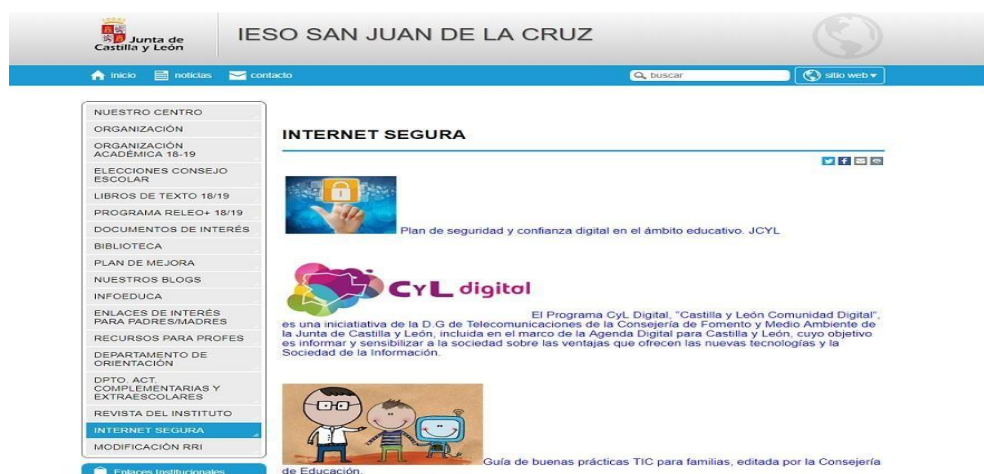 Junta de
Castilla y León
IESO SAN JUAN DE LA CRUZ
inicio
noticias
contacto
buscar
sitio web
NUESTRO CENTRO
ORGANIZACIÓN
ORGANIZACIÓN
ACADÉMICA 18-19
ELECCIONES CONSEJO
ESCOLAR
LIBROS DE TEXTO 18/19
PROGRAMA RELEO+ 18/19
DOCUMENTOS DE INTERÉS
BIBLIOTECA
PLAN DE MEJORA
NUESTROS BLOGS
INFOEDUCA
ENLACES DE INTERÉS
PARA PADRES/MADRES
RECURSOS PARA PROFES
DEPARTAMENTO DE
ORIENTACIÓN
DPTO. ACT.
COMPLEMENTARIAS Y
EXTRAESCOLARES
REVISTA DEL INSTITUTO
INTERNET SEGURA
MODIFICACIÓN RRI
Enlaces Institucionales
INTERNET SEGURA
Plan de seguridad y confianza digital en el ámbito educativo. JCYL
CYL digital
El Programa CyL Digital, "Castilla y León Comunidad Digital",
es una iniciatiativa de la D.G de Telecomunicaciones de la Consejería de Fomento y Medio Ambiente de
la Junta de Castilla y León, incluida en el marco de la Agenda Digital para Castilla y León, cuyo objetivo
es informar y sensibilizar a la sociedad sobre las ventajas que ofrecen las nuevas tecnologías y la
Sociedad de la Información.
Guía de buenas prácticas TIC para familias, editada por la Consejería
de Educación.